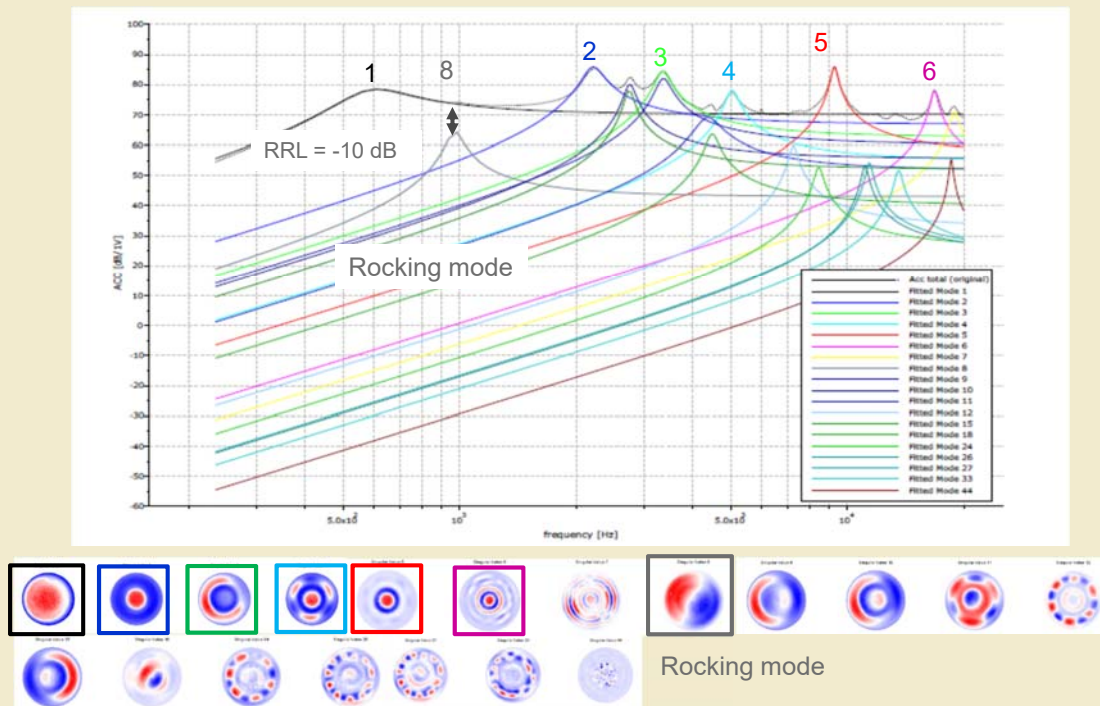 100
90
80
70
60
50
40
30
20
10
0
-10
-20
-30
-40
-50
-60
ACC [dB/1V]
1
8
2
3
4
5
6
RRL = -10 dB
Rocking mode
Acc total (original)
Fitted Mode 1
Fitted Mode 2
Fitted Mode 3
Fitted Mode 4
Fitted Mode 5
Fitted Mode 6
Fitted Mode 7
Fitted Mode 8
Fitted Mode 9
Fitted Mode 10
Fitted Mode 11
Fitted Mode 12
Fitted Mode 15
Fitted Mode 18
Fitted Mode 24
Fitted Mode 26
Fitted Mode 27
Fitted Mode 33
Fitted Mode 44
10³
10⁴
frequency [Hz]
Rocking mode